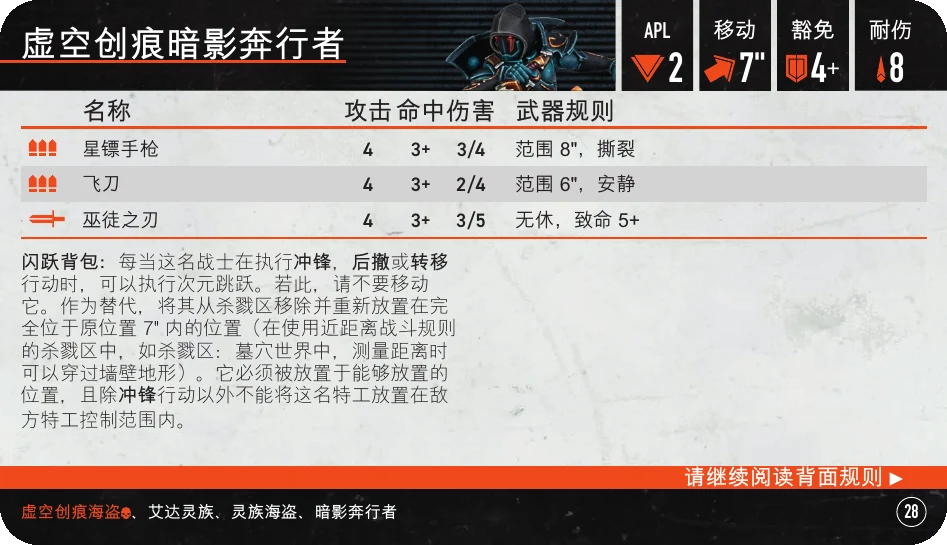 虚空创痕暗影奔行者
APL 移动 豁免 耐伤
2 7" 4+ 8
名称 攻击 命中 伤害 武器规则
星镖手枪 4 3+ 3/4 范围 8"，撕裂
飞刀 4 3+ 2/4 范围 6"，安静
巫徒之刃 4 3+ 3/5 无休，致命 5+
闪跃背包：每当这名战士在执行冲锋，后撤或转移
行动时，可以执行次元跳跃。若此，请不要移动
它。作为替代，将其从杀戮区移除并重新放置在完
全位于原位置 7" 内的位置（在使用近距离战斗规则
的杀戮区中，如杀戮区：墓穴世界中，测量距离时
可以穿过墙壁地形）。它必须被放置于能够放置的
位置，且除冲锋行动以外不能将这名特工放置在敌
方特工控制范围内。
请继续阅读背面规则 ▶
虚空创痕海盗、艾达灵族、灵族海盗、暗影奔行者
28